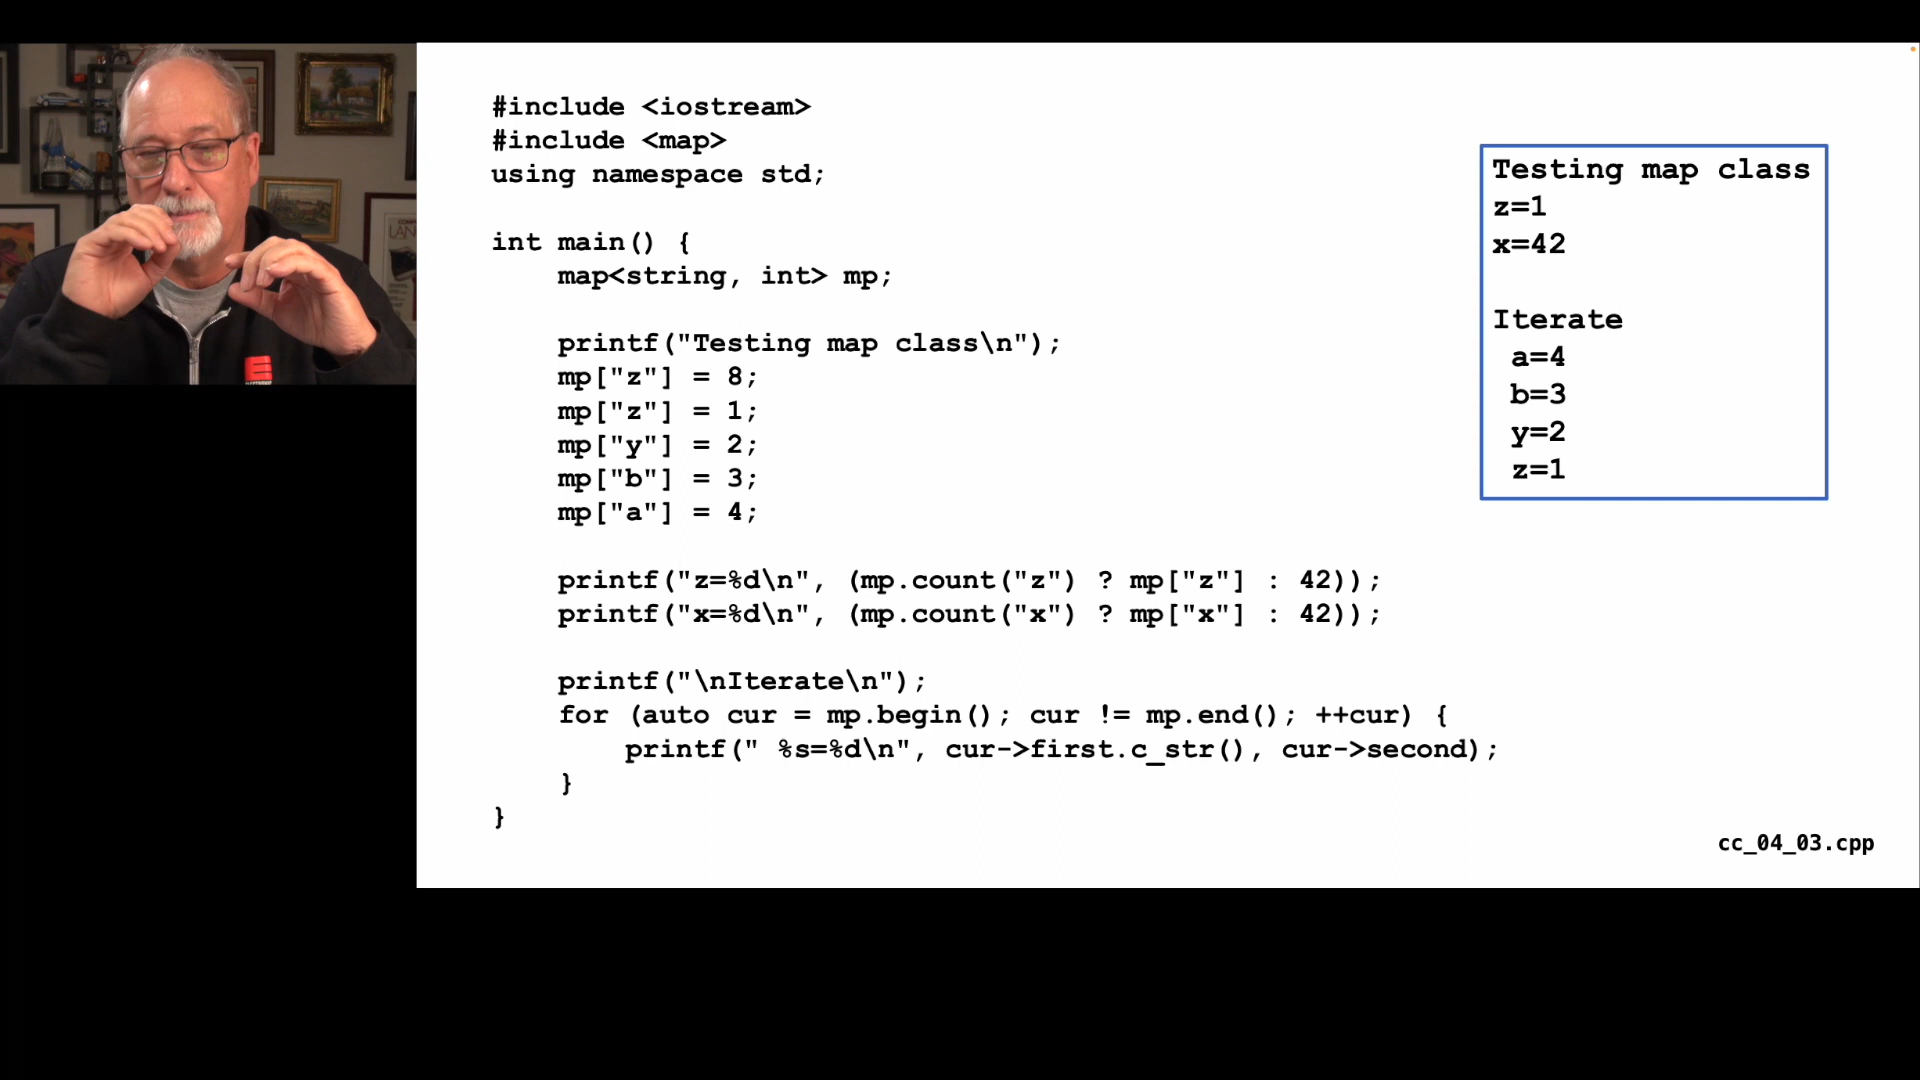 #include <iostream>
#include <map>
using namespace std;
int main() {
    map<string, int> mp;
    printf("Testing map class\n");
    mp["z"] = 8;
    mp["z"] = 1;
    mp["y"] = 2;
    mp["b"] = 3;
    mp["a"] = 4;
    printf("z=%d\n", (mp.count("z") ? mp["z"] : 42));
    printf("x=%d\n", (mp.count("x") ? mp["x"] : 42));
    printf("\nIterate\n");
    for (auto cur = mp.begin(); cur != mp.end(); ++cur) {
        printf(" %s=%d\n", cur->first.c_str(), cur->second);
    }
}
Testing map class
z=1
x=42
Iterate
 a=4
 b=3
 y=2
 z=1
cc_04_03.cpp